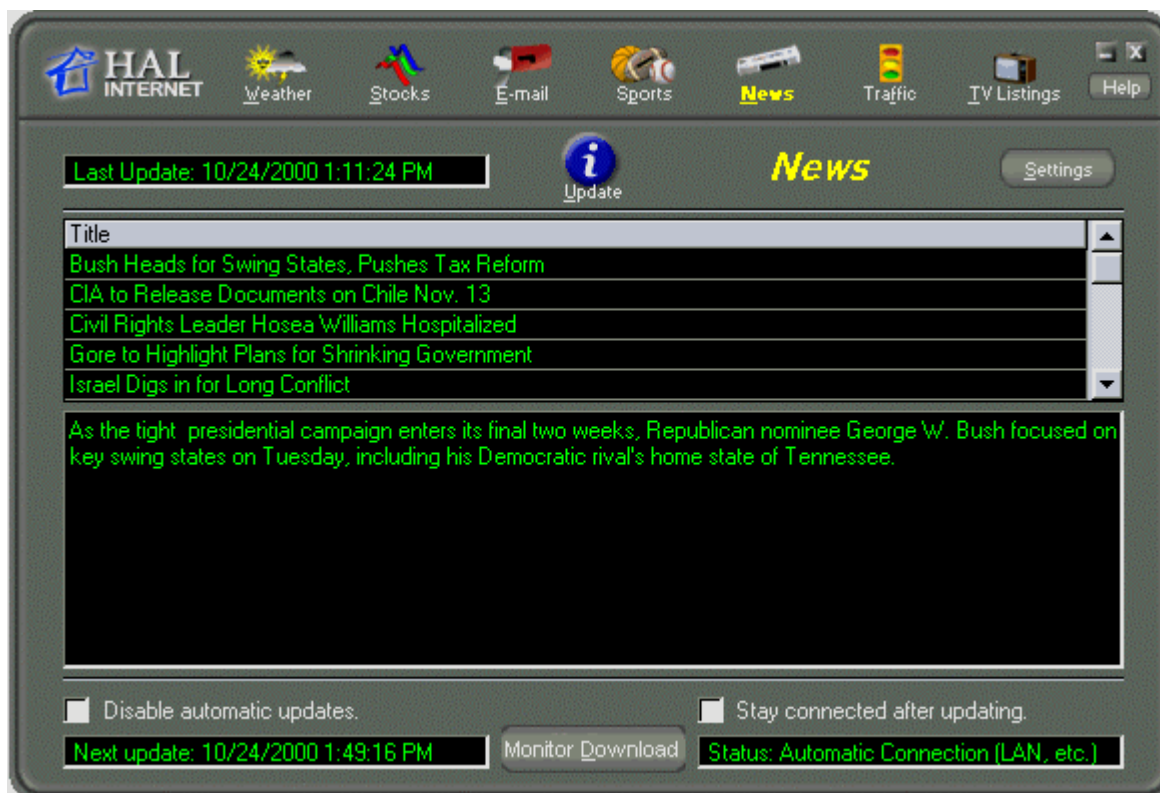 HAL
INTERNET
Weather
Stocks
E-mail
Sports
News
Traffic
TV Listings
X
Help
Last Update: 10/24/2000 1:11:24 PM
i
Update
News
Settings
Title
Bush Heads for Swing States, Pushes Tax Reform
CIA to Release Documents on Chile Nov. 13
Civil Rights Leader Hosea Williams Hospitalized
Gore to Highlight Plans for Shrinking Government
Israel Digs in for Long Conflict
As the tight  presidential campaign enters its final two weeks, Republican nominee George W. Bush focused on
key swing states on Tuesday, including his Democratic rival's home state of Tennessee.
Disable automatic updates.
Stay connected after updating.
Next update: 10/24/2000 1:49:16 PM
Monitor Download
Status: Automatic Connection (LAN, etc.)